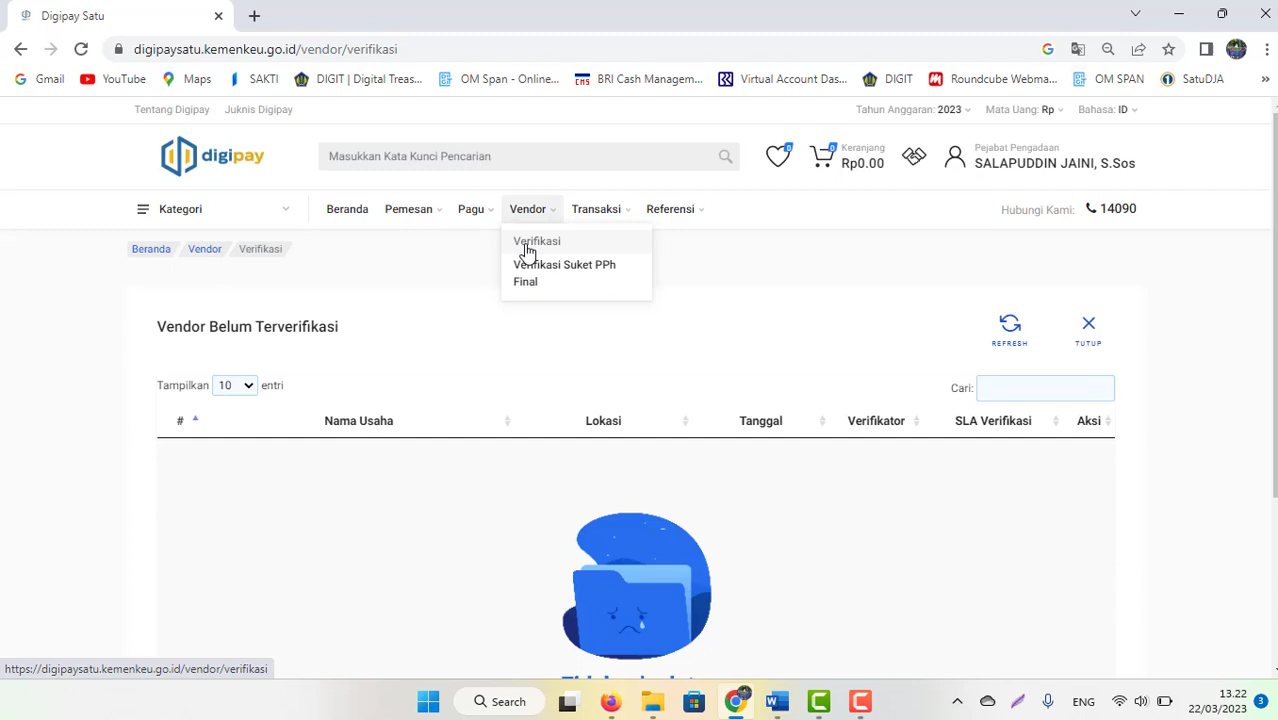 Digipay Satu
digipaysatu.kemenkeu.go.id/vendor/verifikasi
Gmail YouTube Maps SAKTI DIGIT | Digital Treas... OM Span - Online... CMS BRI Cash Managem... Virtual Account Das... DIGIT Roundcube Webma... OM SPAN SatuDJA
Tentang Digipay Juknis Digipay Tahun Anggaran: 2023 Mata Uang: Rp Bahasa: ID
digipay Masukkan Kata Kunci Pencarian 0 0 Keranjang Rp0.00 Pejabat Pengadaan
SALAPUDDIN JAINI, S.Sos
Kategori Beranda Pemesan Pagu Vendor Transaksi Referensi Hubungi Kami: 14090
Beranda Vendor Verifikasi
Verifikasi
Verifikasi Suket PPh
Final
Vendor Belum Terverifikasi REFRESH TUTUP
Tampilkan 10 entri Cari:
# Nama Usaha Lokasi Tanggal Verifikator SLA Verifikasi Aksi
https://digipaysatu.kemenkeu.go.id/vendor/verifikasi
Search ENG 13.22
22/03/2023 3